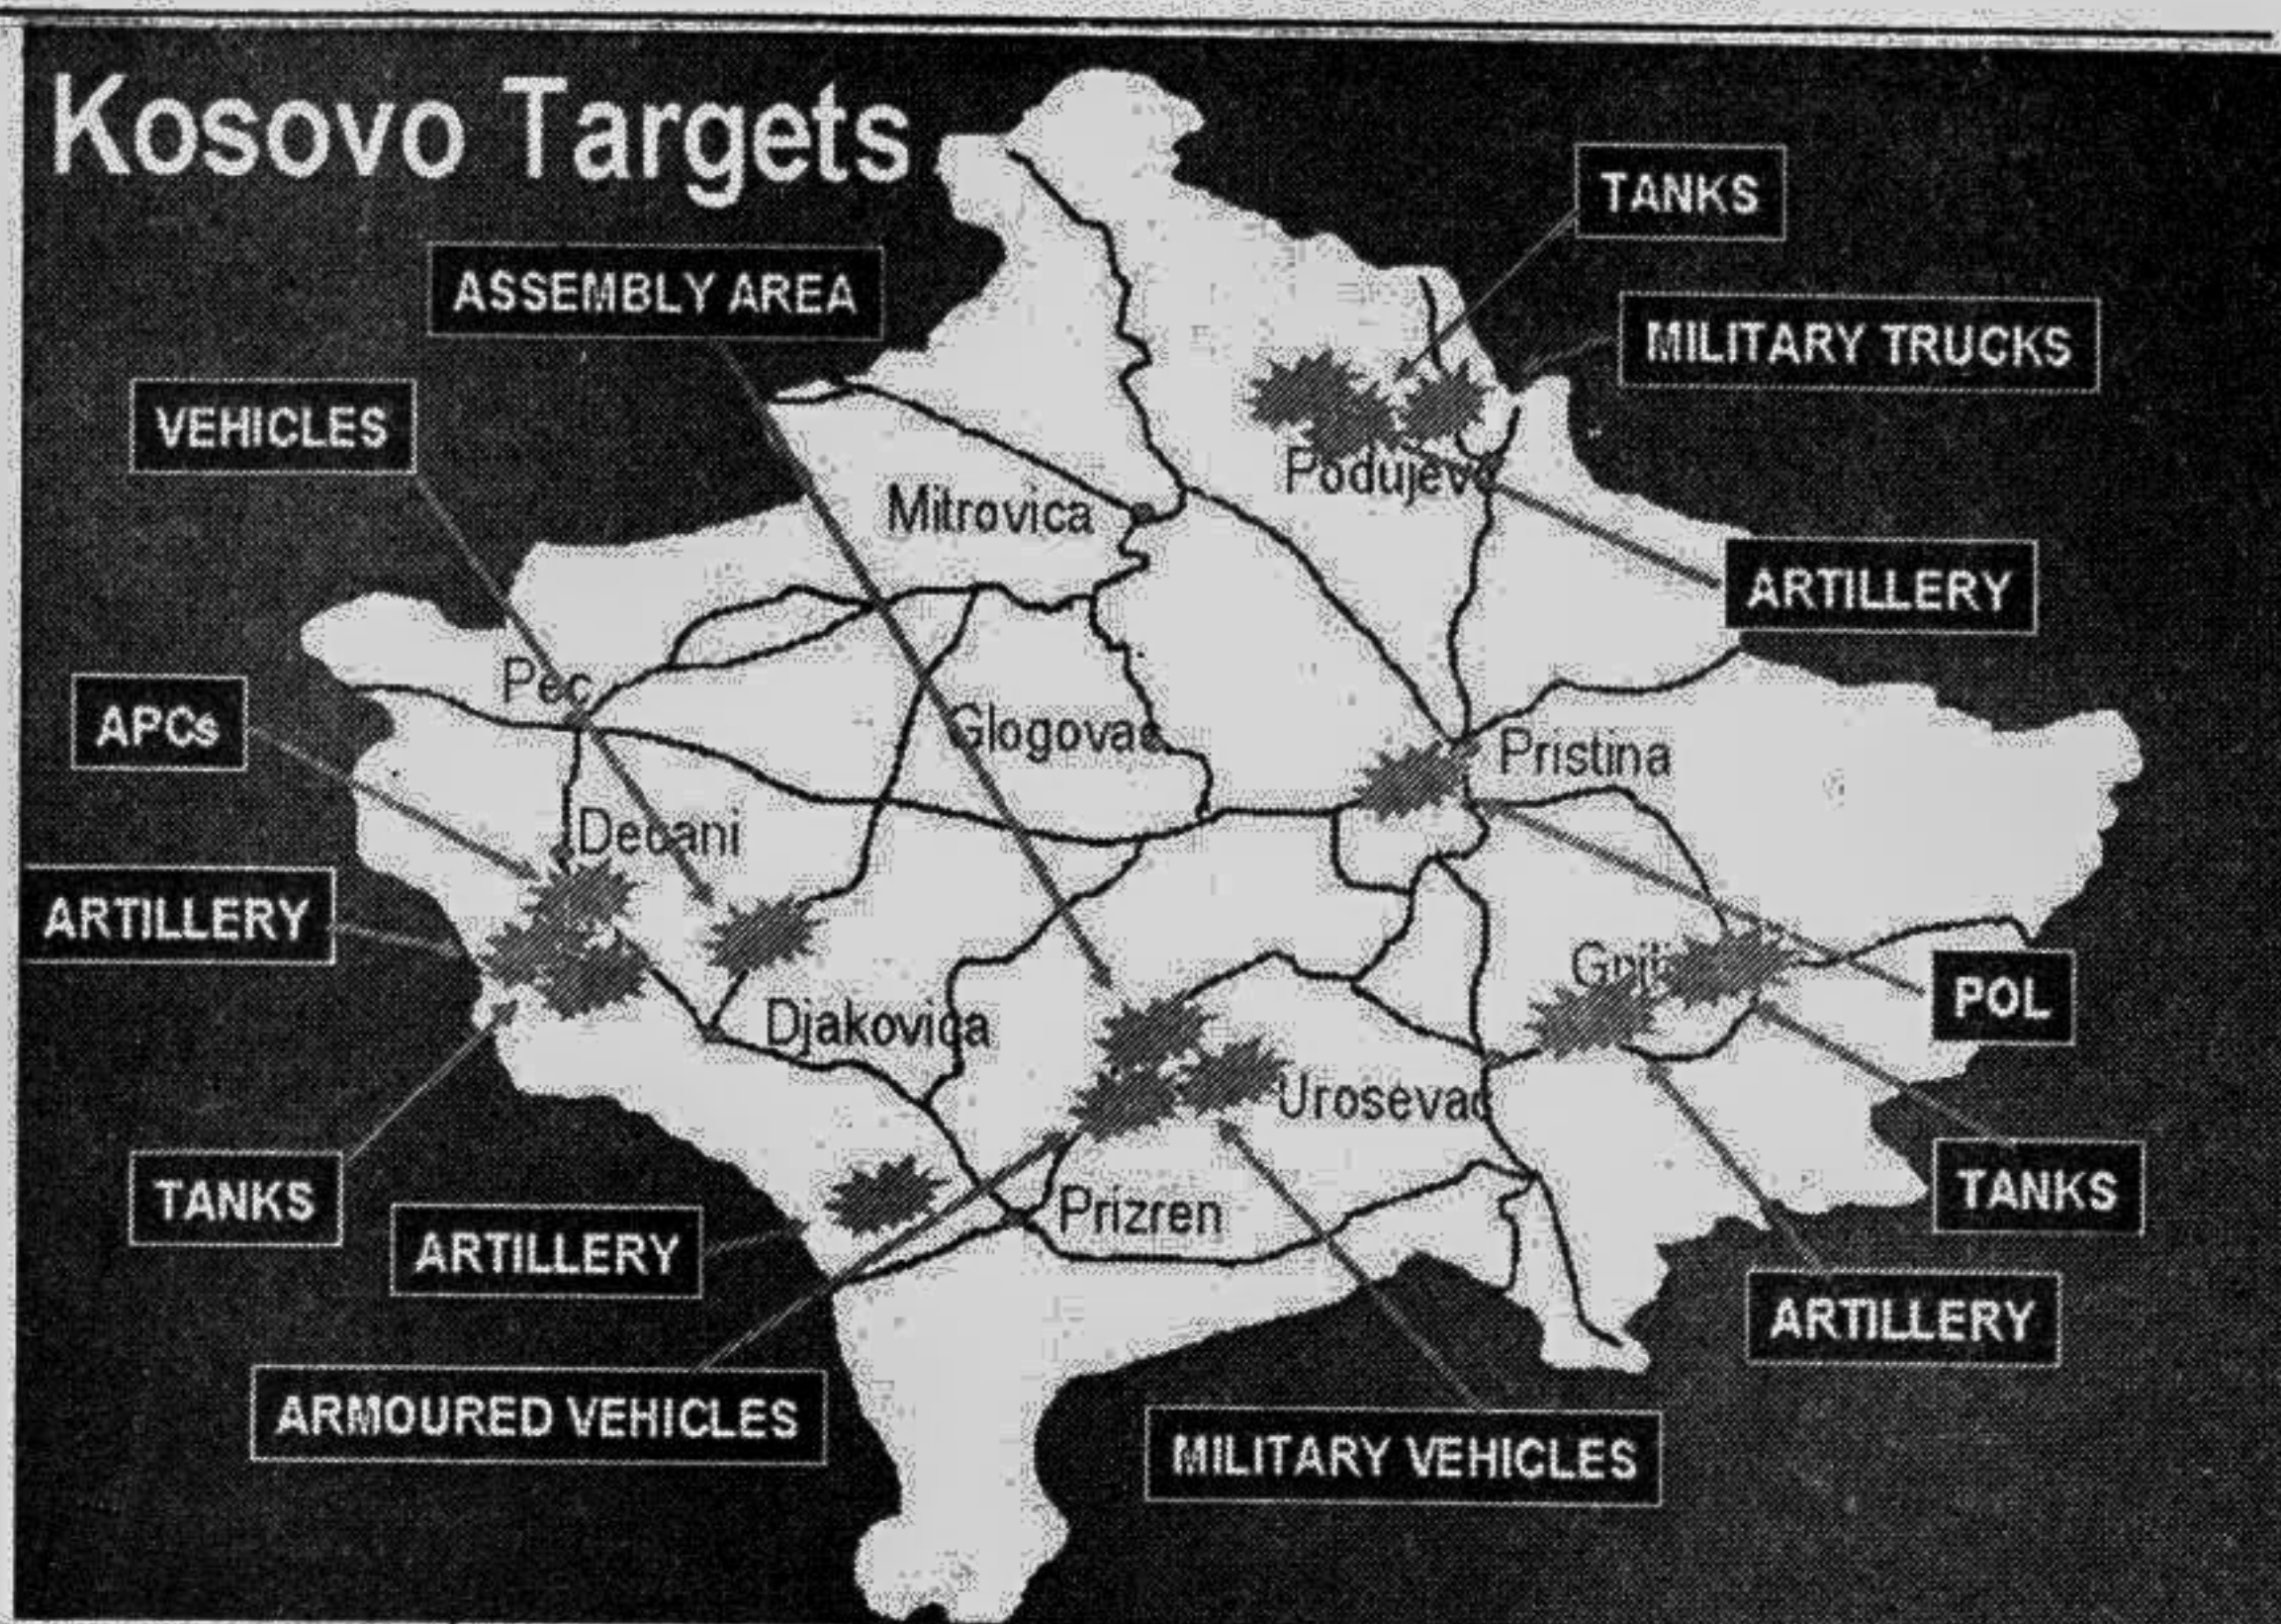 Kosovo Targets
TANKS
ASSEMBLY AREA
MILITARY TRUCKS
VEHICLES
Podujevo
Mitrovica
ARTILLERY
Pec
APCs
Glogovac
Pristina
Decani
ARTILLERY
Gnji
POL
Djakovica
Urosevac
TANKS
TANKS
Prizren
ARTILLERY
ARTILLERY
ARMOURED VEHICLES
MILITARY VEHICLES